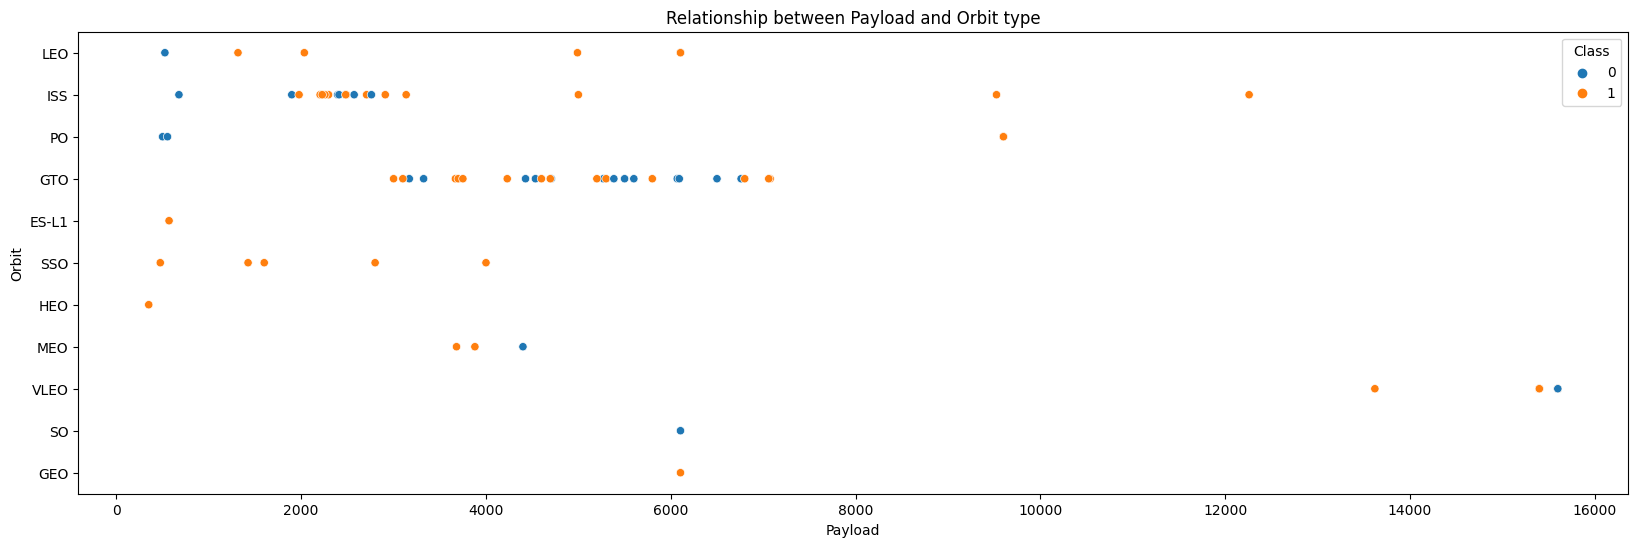 Relationship between Payload and Orbit type
Class
0
1
Orbit
LEO
ISS
PO
GTO
ES-L1
SSO
HEO
MEO
VLEO
SO
GEO
0 2000 4000 6000 8000 10000 12000 14000 16000
Payload